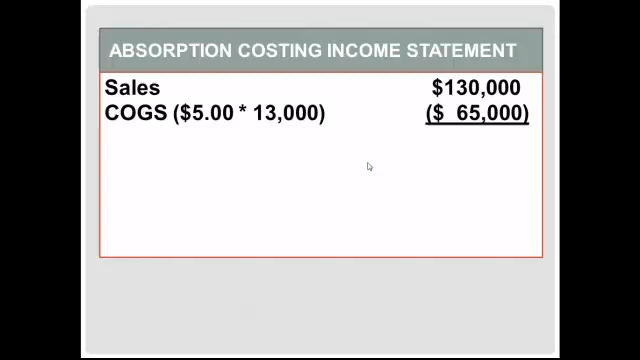 ABSORPTION COSTING INCOME STATEMENT
Sales $130,000
COGS ($5.00 * 13,000) ($ 65,000)